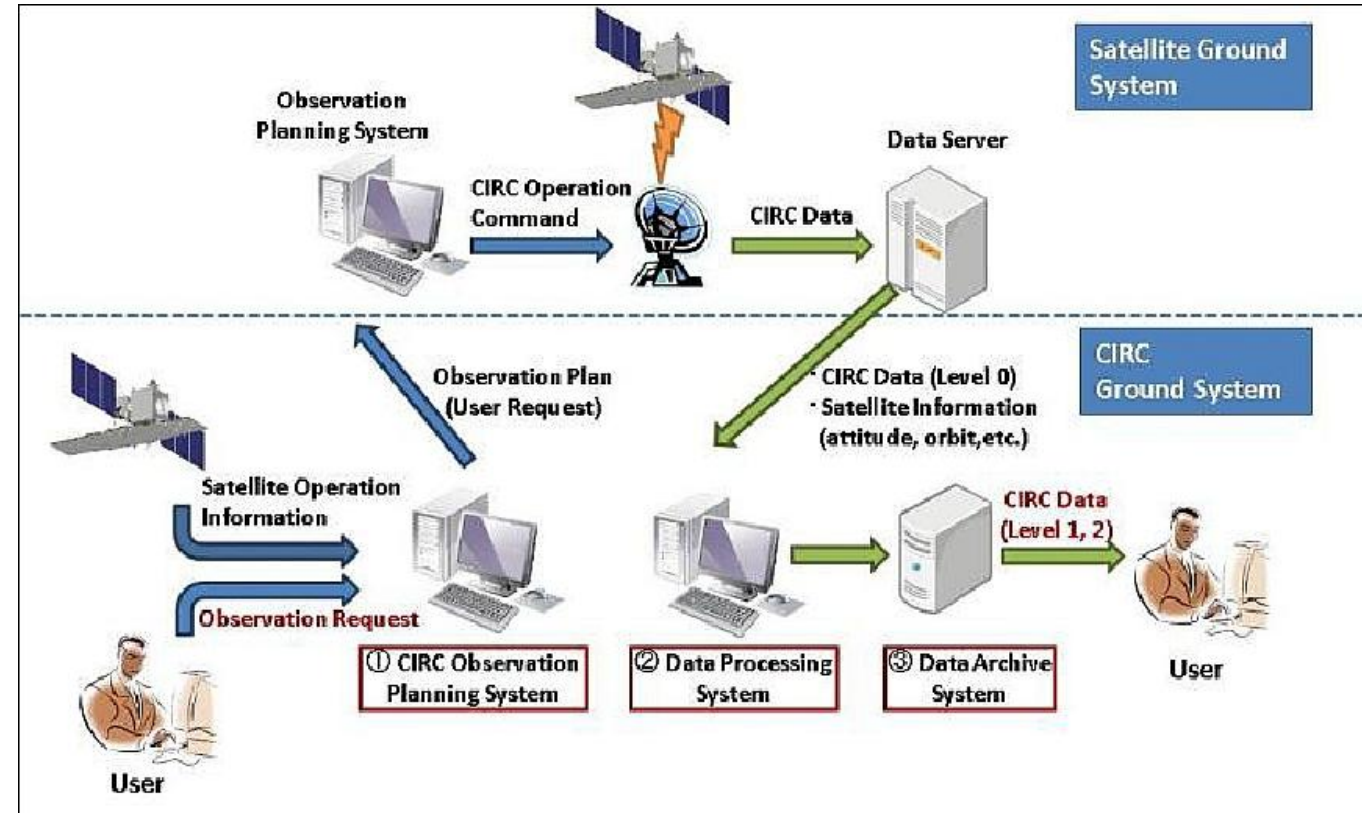 Satellite Ground
System
Observation
Planning System
Data Server
CIRC Operation
Command
CIRC Data
CIRC
Ground System
Observation Plan
(User Request)
· CIRC Data (Level 0)
· Satellite Information
(attitude, orbit,etc.)
Satellite Operation
Information
CIRC Data
(Level 1, 2)
Observation Request
① CIRC Observation
Planning System
② Data Processing
System
③ Data Archive
System
User
User